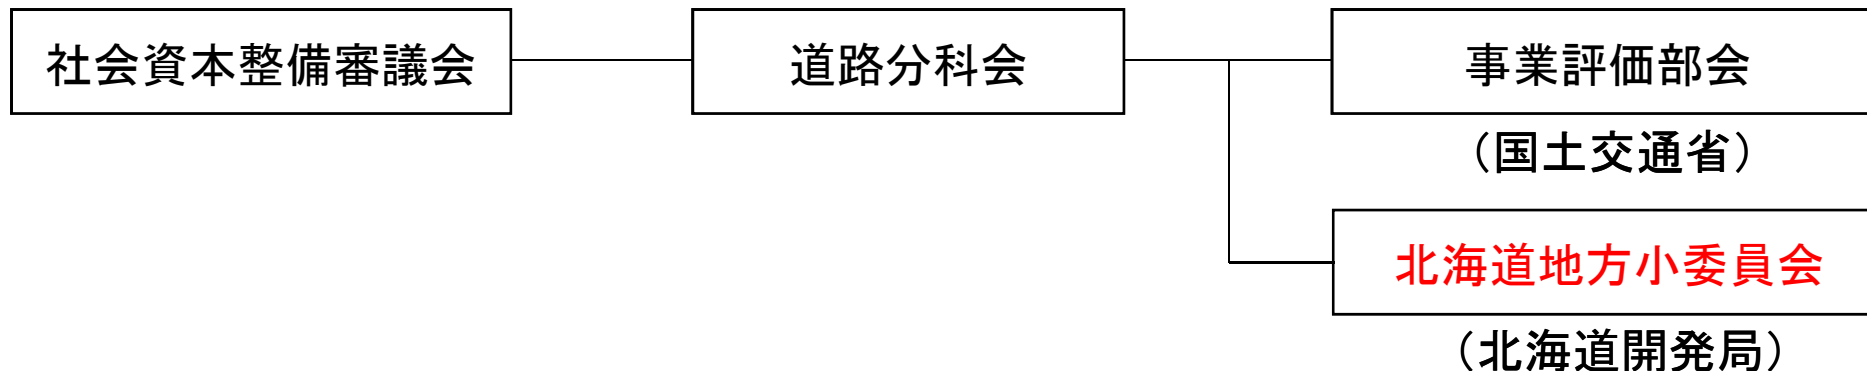 社会資本整備審議会
道路分科会
事業評価部会
（国土交通省）
北海道地方小委員会
（北海道開発局）